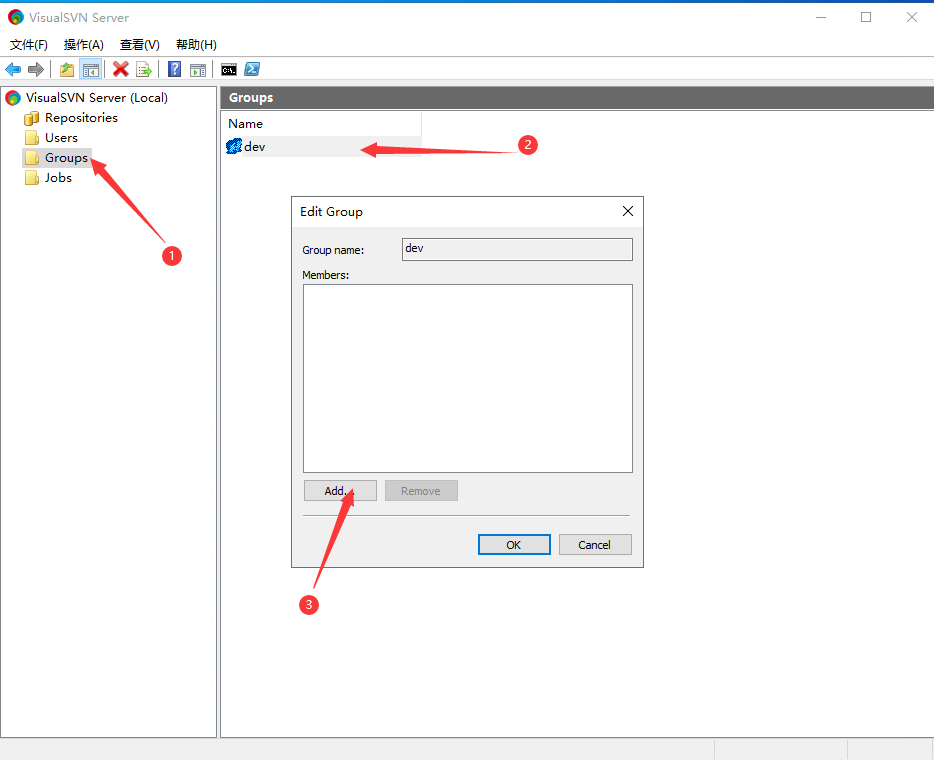 VisualSVN Server
文件(F) 操作(A) 查看(V) 帮助(H)
VisualSVN Server (Local)
Repositories
Users
Groups
Jobs
Groups
Name
dev
1
2
Edit Group
Group name: dev
Members:
Add... Remove
OK Cancel
3